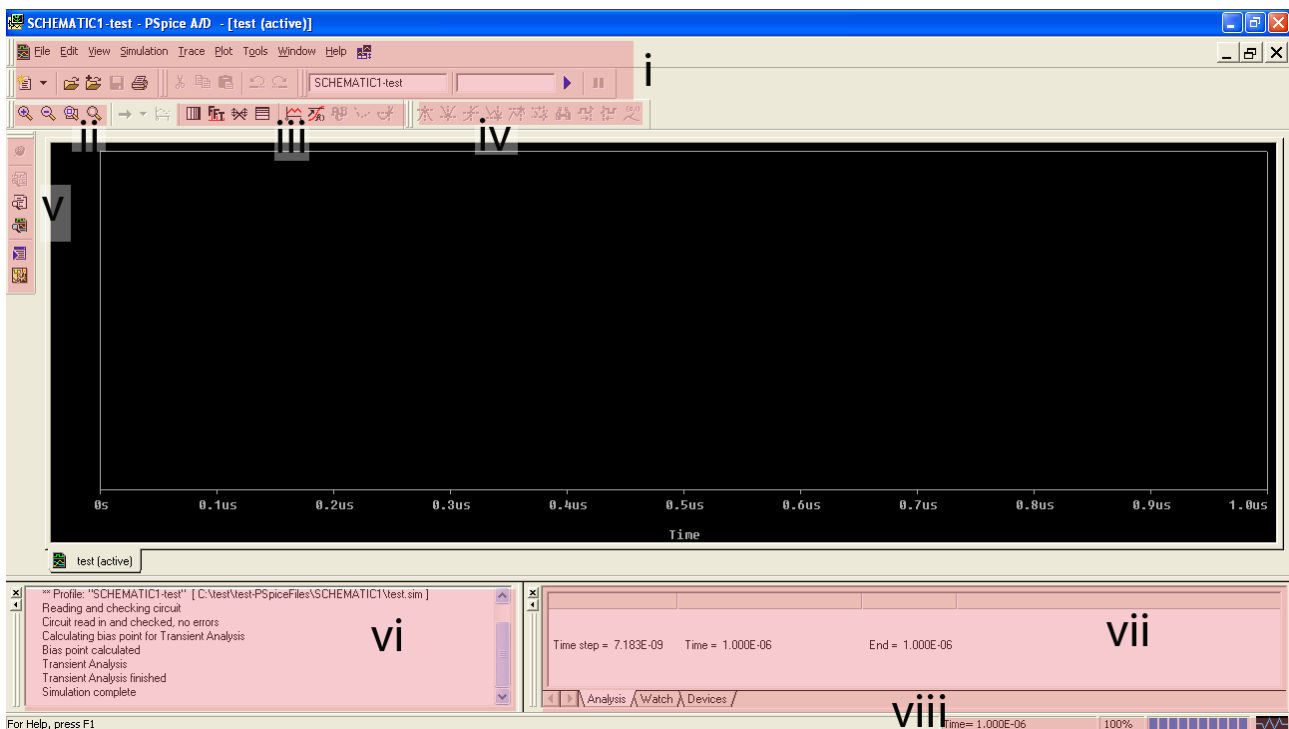 SCHEMATIC1-test - PSpice A/D - [test (active)]
File Edit View Simulation Trace Plot Tools Window Help
i
SCHEMATIC1-test
FFT
ii iii iv
v
0s 0.1us 0.2us 0.3us 0.4us 0.5us 0.6us 0.7us 0.8us 0.9us 1.0us
Time
test (active)
** Profile: "SCHEMATIC1-test" [ C:\test\test-PSpiceFiles\SCHEMATIC1\test.sim ]
Reading and checking circuit
Circuit read in and checked, no errors
Calculating bias point for Transient Analysis
Bias point calculated
Transient Analysis
Transient Analysis finished
Simulation complete
vi
Time step = 7.183E-09 Time = 1.000E-06 End = 1.000E-06
vii
Analysis Watch Devices
viii
For Help, press F1 Time= 1.000E-06 100%